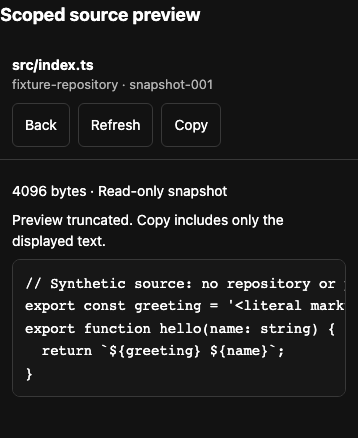 Scoped source preview
src/index.ts
fixture-repository · snapshot-001
Back Refresh Copy
4096 bytes · Read-only snapshot
Preview truncated. Copy includes only the
displayed text.
// Synthetic source: no repository or
export const greeting = '<literal mark
export function hello(name: string) {
  return `${greeting} ${name}`;
}